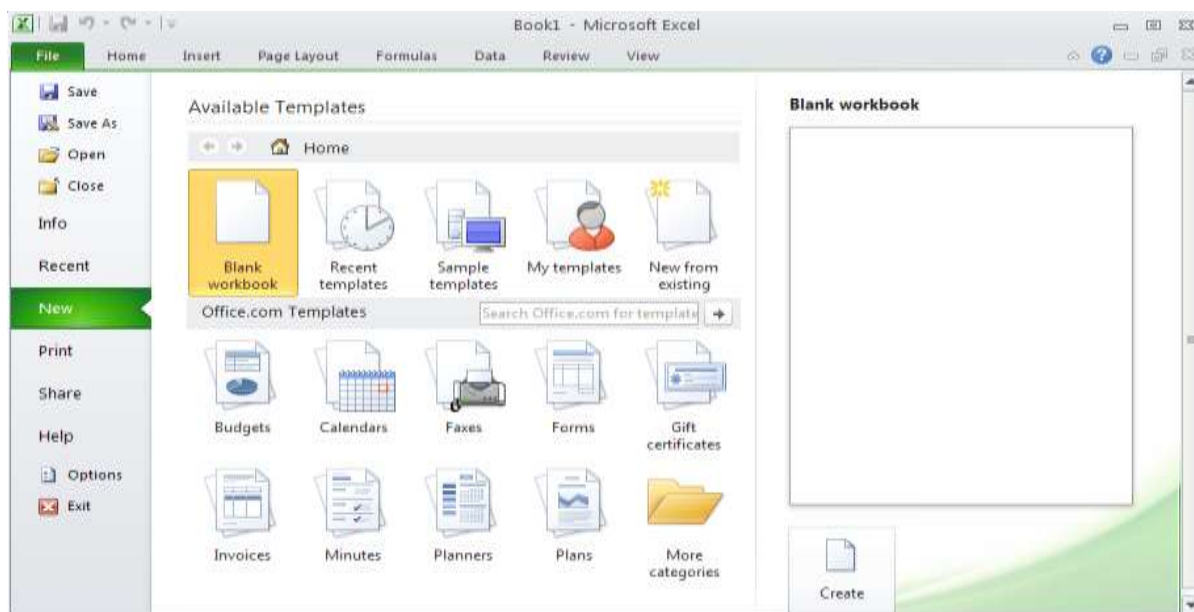 Book1 - Microsoft Excel
File Home Insert Page Layout Formulas Data Review View
Save
Save As
Open
Close
Info
Recent
New
Print
Share
Help
Options
Exit
Available Templates
Home
Blank workbook
Recent templates
Sample templates
My templates
New from existing
Office.com Templates
Search Office.com for template
Budgets
Calendars
Faxes
Forms
Gift certificates
Invoices
Minutes
Planners
Plans
More categories
Blank workbook
Create